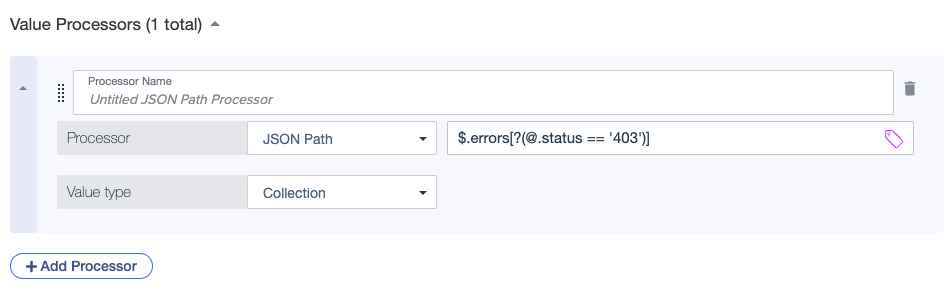 Value Processors (1 total)
Processor Name
Untitled JSON Path Processor
Processor JSON Path $.errors[?(@.status == '403')]
Value type Collection
+ Add Processor